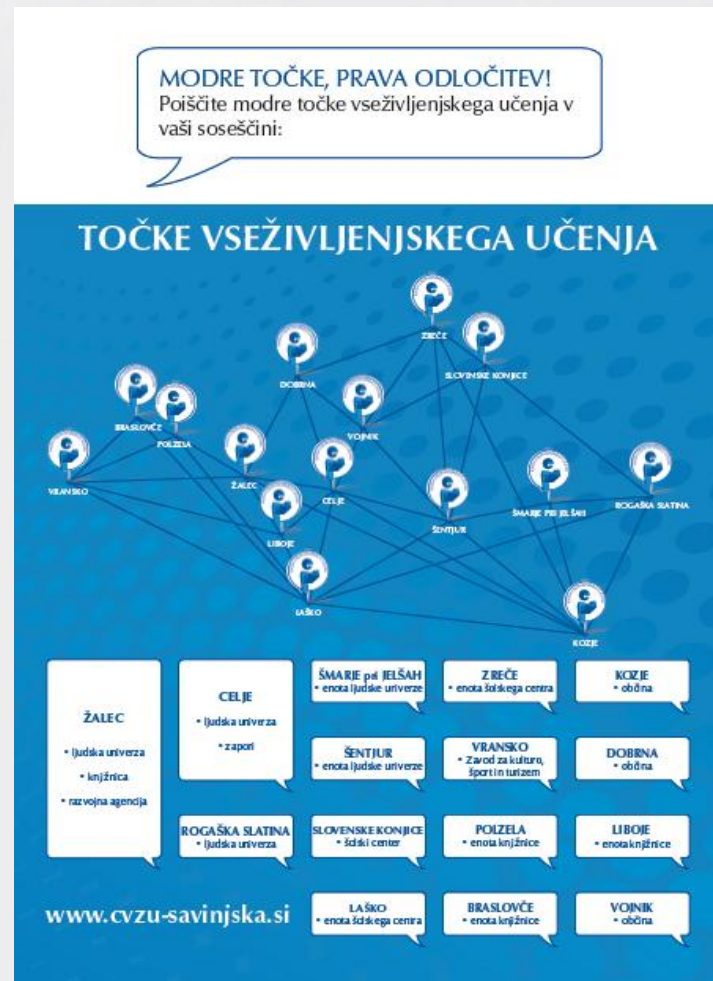 MODRE TOČKE, PRAVA ODLOČITEV!
Poiščite modre točke vseživljenjskega učenja v
vaši soseščini:
TOČKE VSEŽIVLJENJSKEGA UČENJA
ZREČE
SLOVENSKE KONJICE
DOBRNA
BRASLOVČE
POLZELA
VOJNIK
VRANSKO
ŽALEC
CELJE
ŠENTJUR
ŠMARJE PRI JELŠAH
ROGAŠKA SLATINA
LIBOJE
LAŠKO
KOZJE
ŽALEC
• ljudska univerza
• knjižnica
• razvojna agencija
CELJE
• ljudska univerza
• zapori
ŠMARJE pri JELŠAH
• enota ljudske univerze
ZREČE
• enota šolskega centra
KOZJE
• občina
ŠENTJUR
• enota ljudske univerze
VRANSKO
• Zavod za kulturo,
šport in turizem
DOBRNA
• občina
ROGAŠKA SLATINA
• ljudska univerza
SLOVENSKE KONJICE
• šolski center
POLZELA
• enota knjižnice
LIBOJE
• enota knjižnice
www.cvzu-savinjska.si
LAŠKO
• enota šolskega centra
BRASLOVČE
• enota knjižnice
VOJNIK
• občina